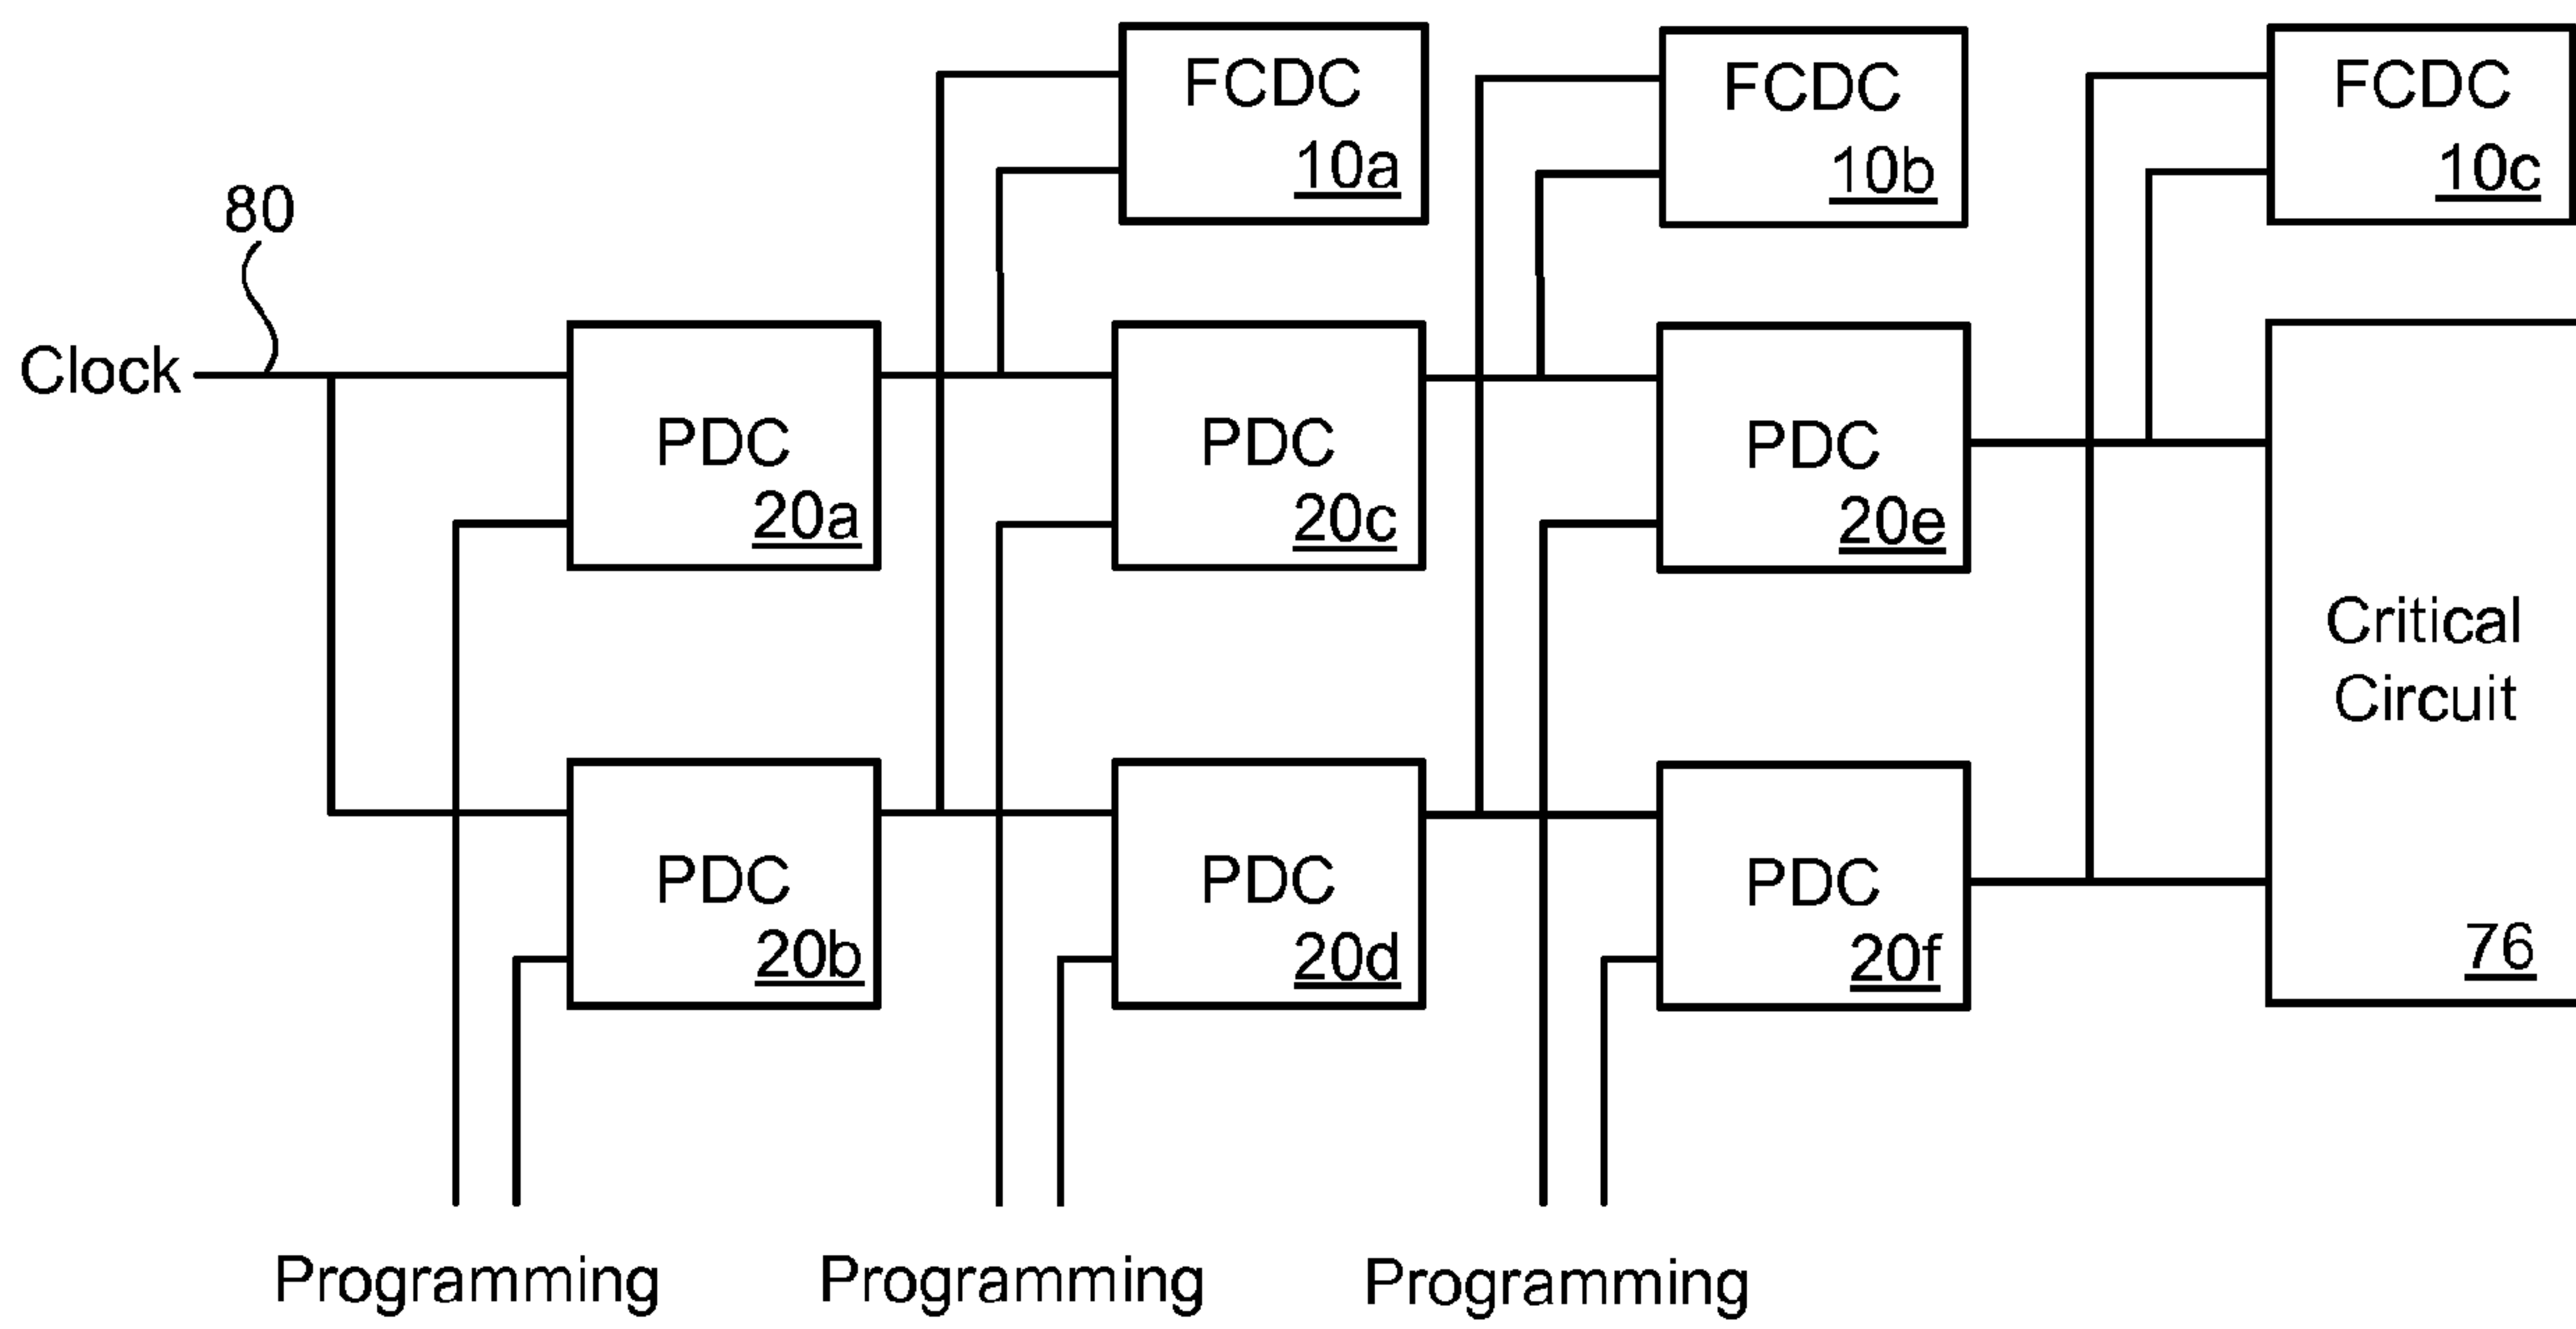 FCDC
10a
FCDC
10b
FCDC
10c
80
Clock
PDC
20a
PDC
20c
PDC
20e
Critical
Circuit
76
PDC
20b
PDC
20d
PDC
20f
Programming
Programming
Programming